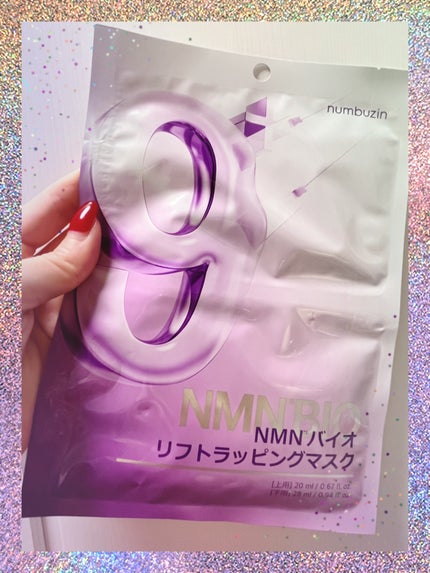 numbuzin
9
NMN BIO
NMN バイオ
リフトラッピングマスク
[上用] 20 ml / 0.67 fl oz
[下用] 28 ml / 0.94 fl oz